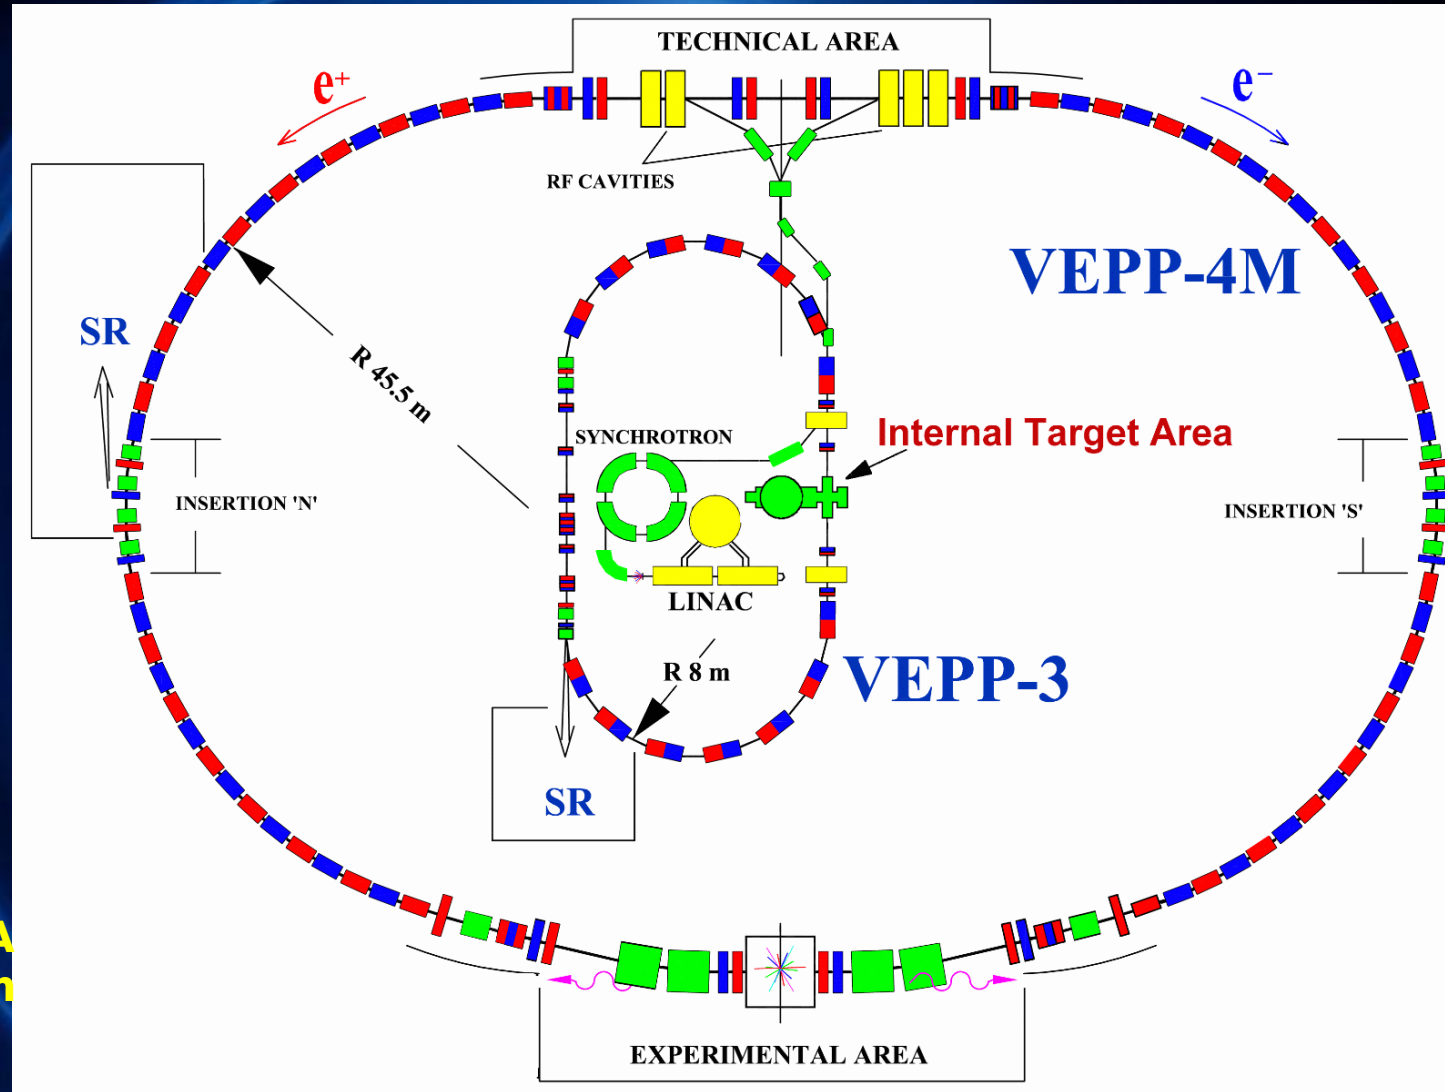 TECHNICAL AREA
e+
e−
RF CAVITIES
VEPP-4M
SR
R 45.5 m
SYNCHROTRON
Internal Target Area
INSERTION 'N'
INSERTION 'S'
LINAC
R 8 m
VEPP-3
SR
A
EXPERIMENTAL AREA